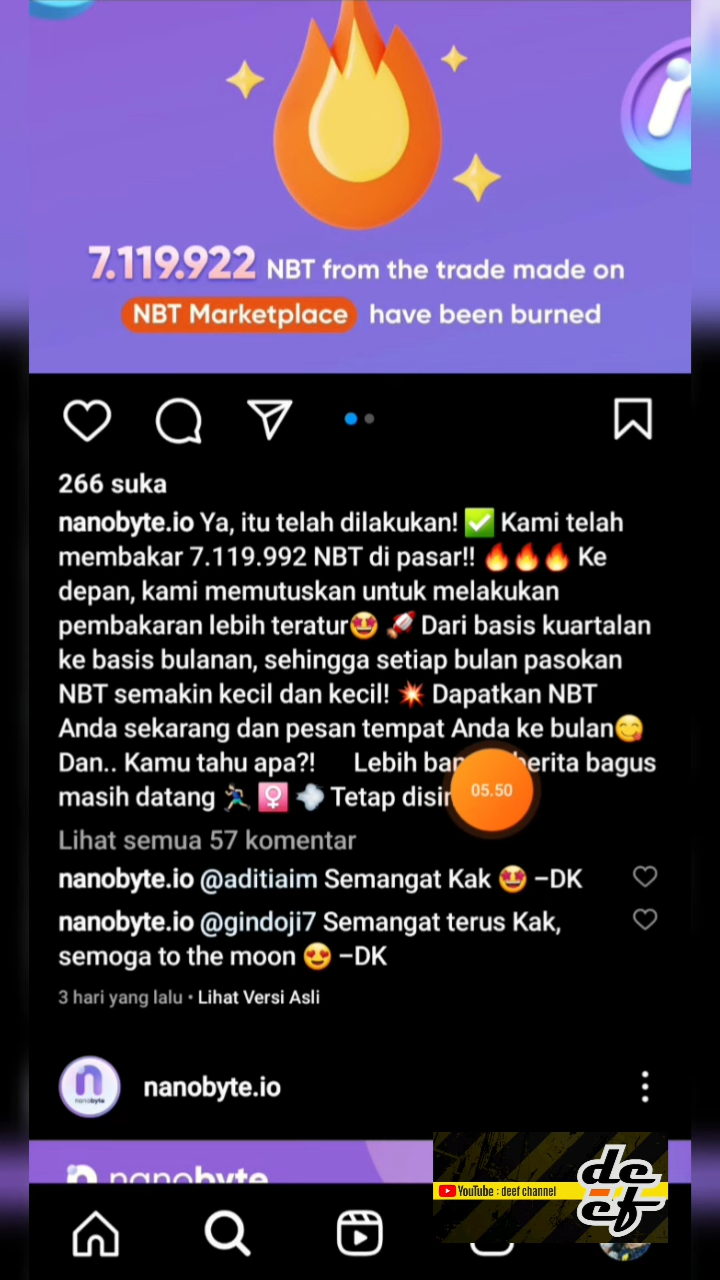 7.119.922 NBT from the trade made on
NBT Marketplace have been burned
266 suka
nanobyte.io Ya, itu telah dilakukan! ✅ Kami telah
membakar 7.119.992 NBT di pasar!! 🔥🔥🔥 Ke
depan, kami memutuskan untuk melakukan
pembakaran lebih teratur🤩 🚀 Dari basis kuartalan
ke basis bulanan, sehingga setiap bulan pasokan
NBT semakin kecil dan kecil! 💥 Dapatkan NBT
Anda sekarang dan pesan tempat Anda ke bulan😋
Dan.. Kamu tahu apa?! Lebih berita bagus
masih datang 🏃‍♂️ ♀️ 💨 Tetap
05.50
Lihat semua 57 komentar
nanobyte.io @aditiaim Semangat Kak 🤩 –DK
nanobyte.io @gindoji7 Semangat terus Kak,
semoga to the moon 😍 –DK
3 hari yang lalu • Lihat Versi Asli
nanobyte
nanobyte.io
nanobyte
YouTube : deef channel
deef